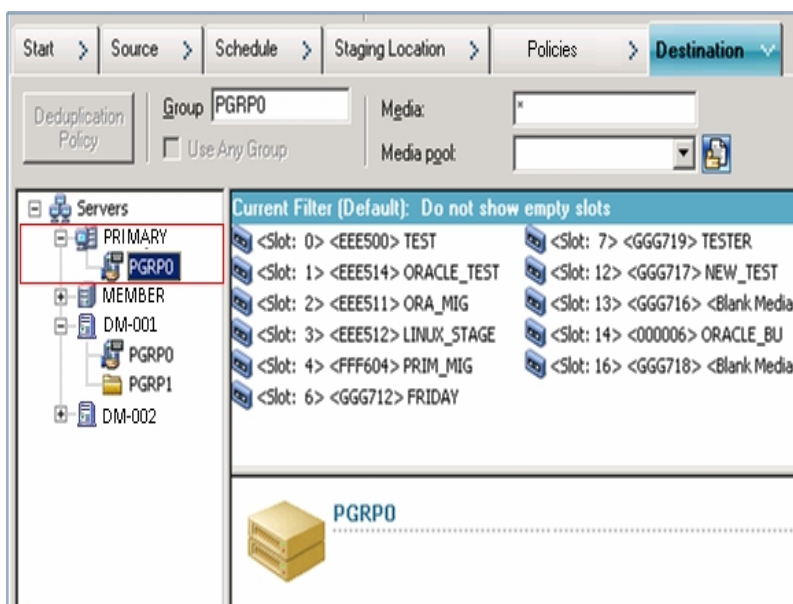 Start
Source
Schedule
Staging Location
Policies
Destination
Deduplication
Policy
Group PGRP0
Use Any Group
Media: *
Media pool:
Servers
PRIMARY
PGRP0
MEMBER
DM-001
PGRP0
PGRP1
DM-002
Current Filter (Default): Do not show empty slots
<Slot: 0> <EEE500> TEST
<Slot: 1> <EEE514> ORACLE_TEST
<Slot: 2> <EEE511> ORA_MIG
<Slot: 3> <EEE512> LINUX_STAGE
<Slot: 4> <FFF604> PRIM_MIG
<Slot: 6> <GGG712> FRIDAY
<Slot: 7> <GGG719> TESTER
<Slot: 12> <GGG717> NEW_TEST
<Slot: 13> <GGG716> <Blank Media
<Slot: 14> <000006> ORACLE_BU
<Slot: 16> <GGG718> <Blank Media
PGRP0